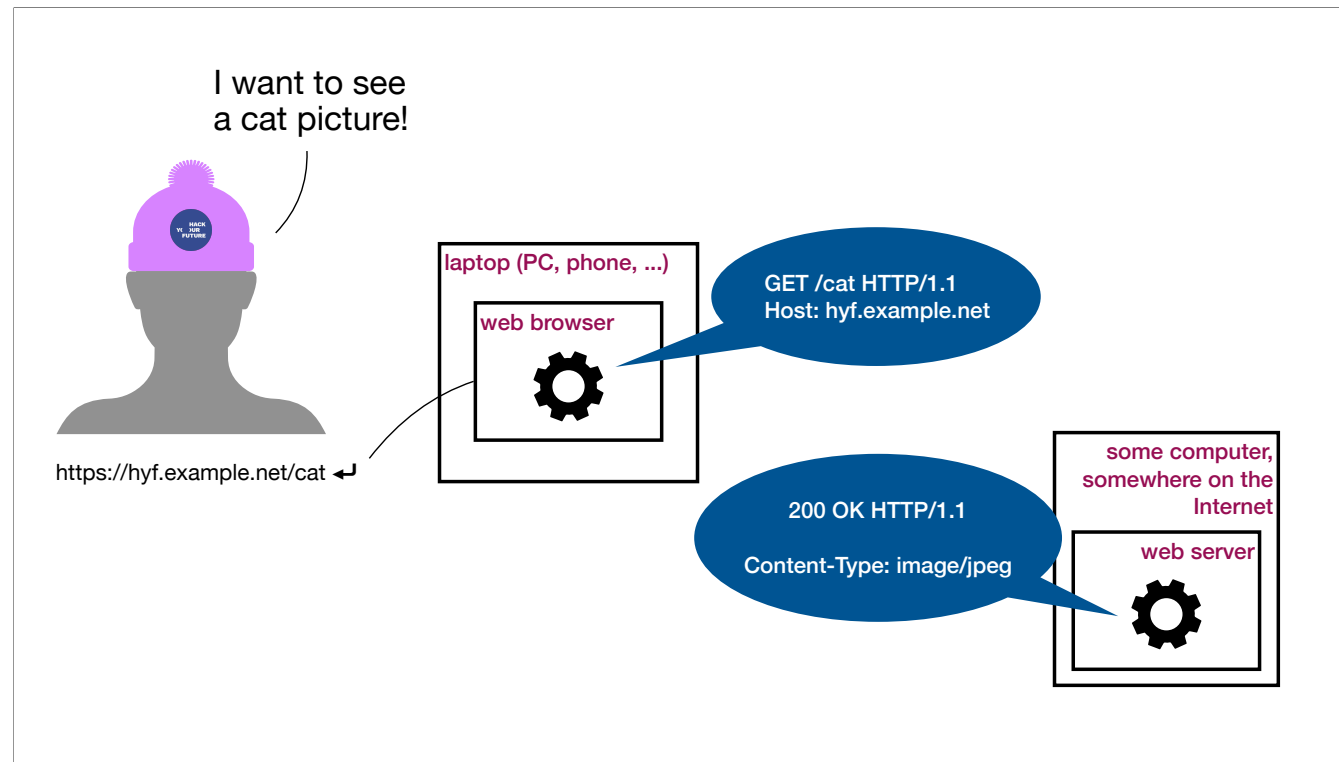 I want to see
a cat picture!
HACK
YOUR
FUTURE
laptop (PC, phone, ...)
web browser
GET /cat HTTP/1.1
Host: hyf.example.net
https://hyf.example.net/cat ↵
some computer,
somewhere on the
Internet
web server
200 OK HTTP/1.1
Content-Type: image/jpeg